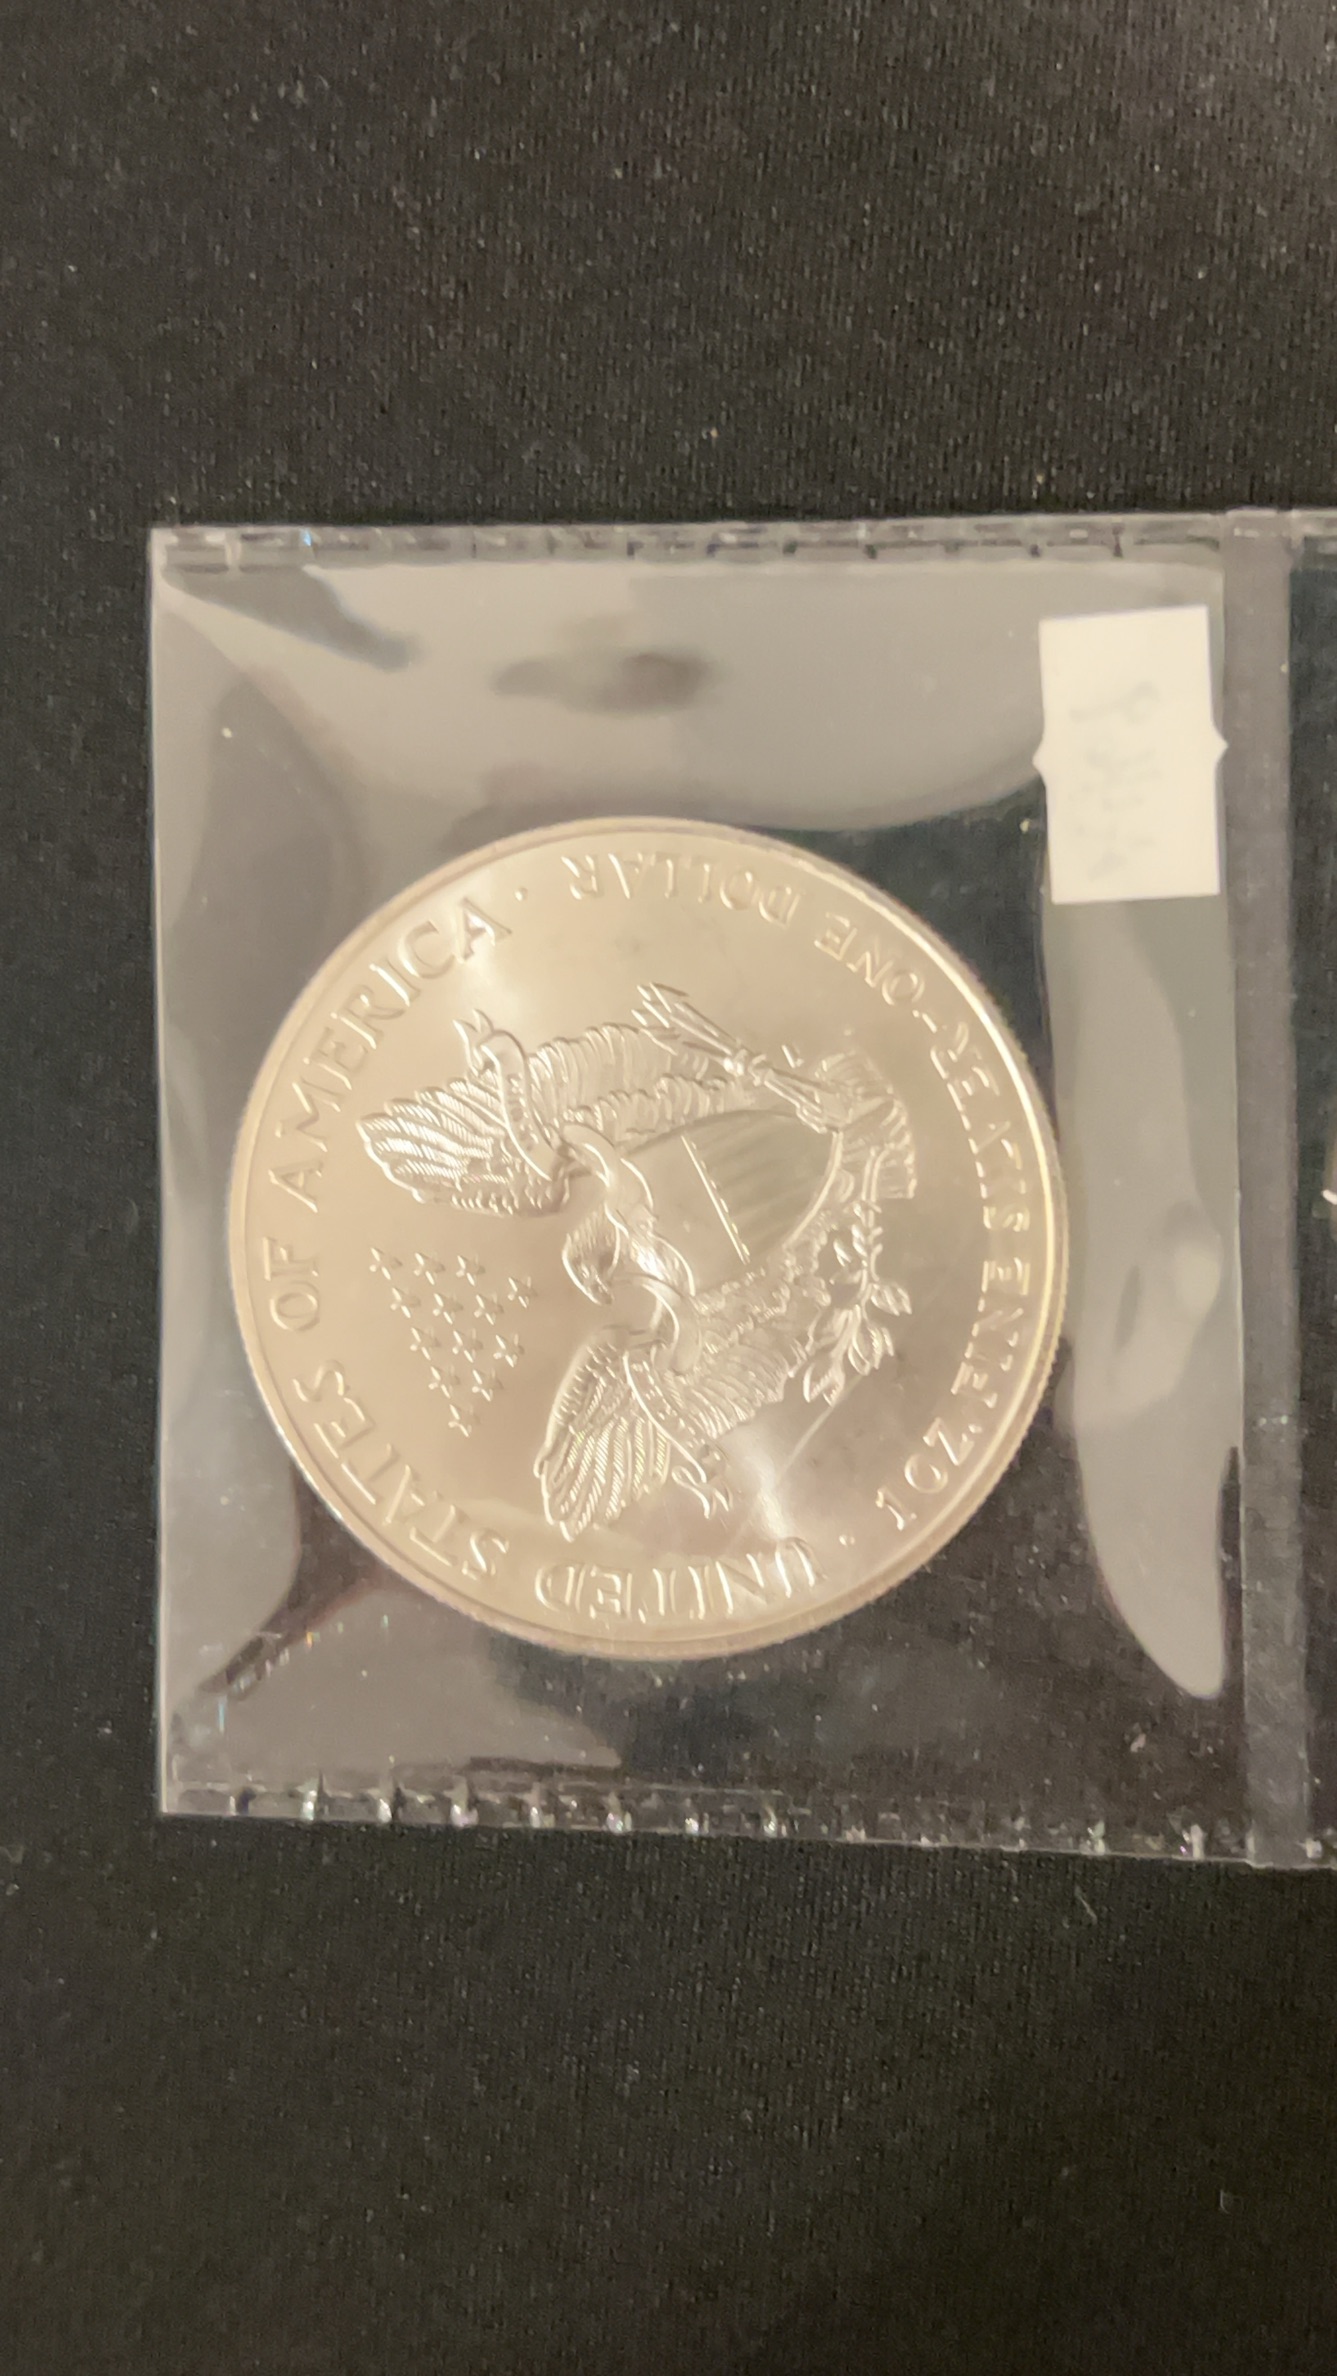 UNITED STATES OF AMERICA
1 OZ. FINE SILVER~ONE DOLLAR